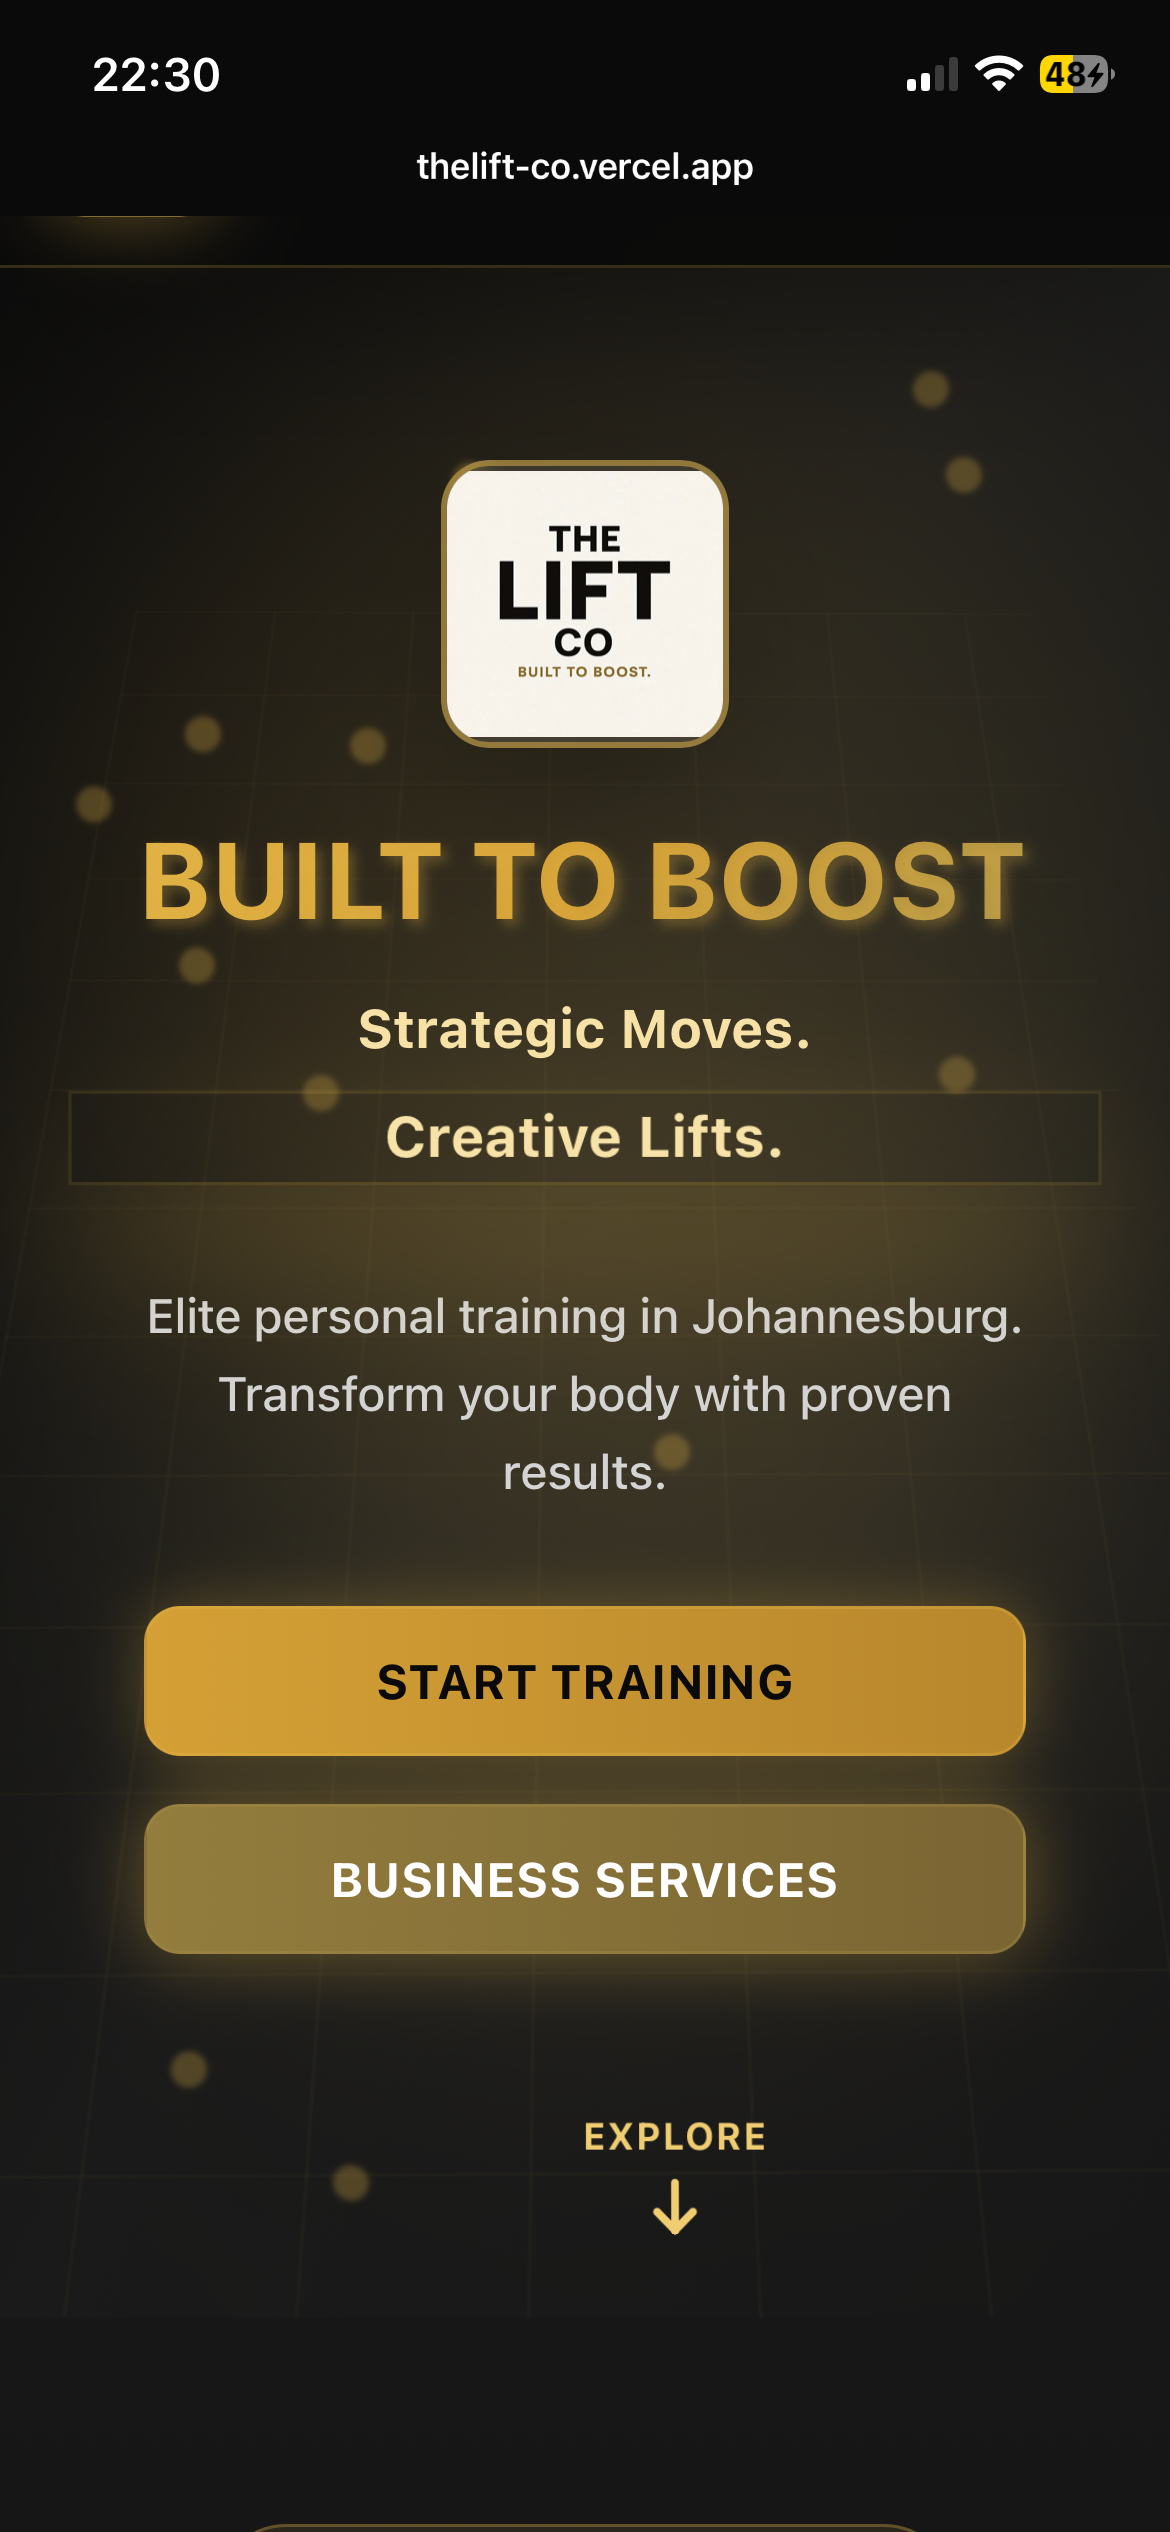 22:30
48
thelift-co.vercel.app
THE
LIFT
CO
BUILT TO BOOST.
BUILT TO BOOST
Strategic Moves.
Creative Lifts.
Elite personal training in Johannesburg.
Transform your body with proven
results.
START TRAINING
BUSINESS SERVICES
EXPLORE